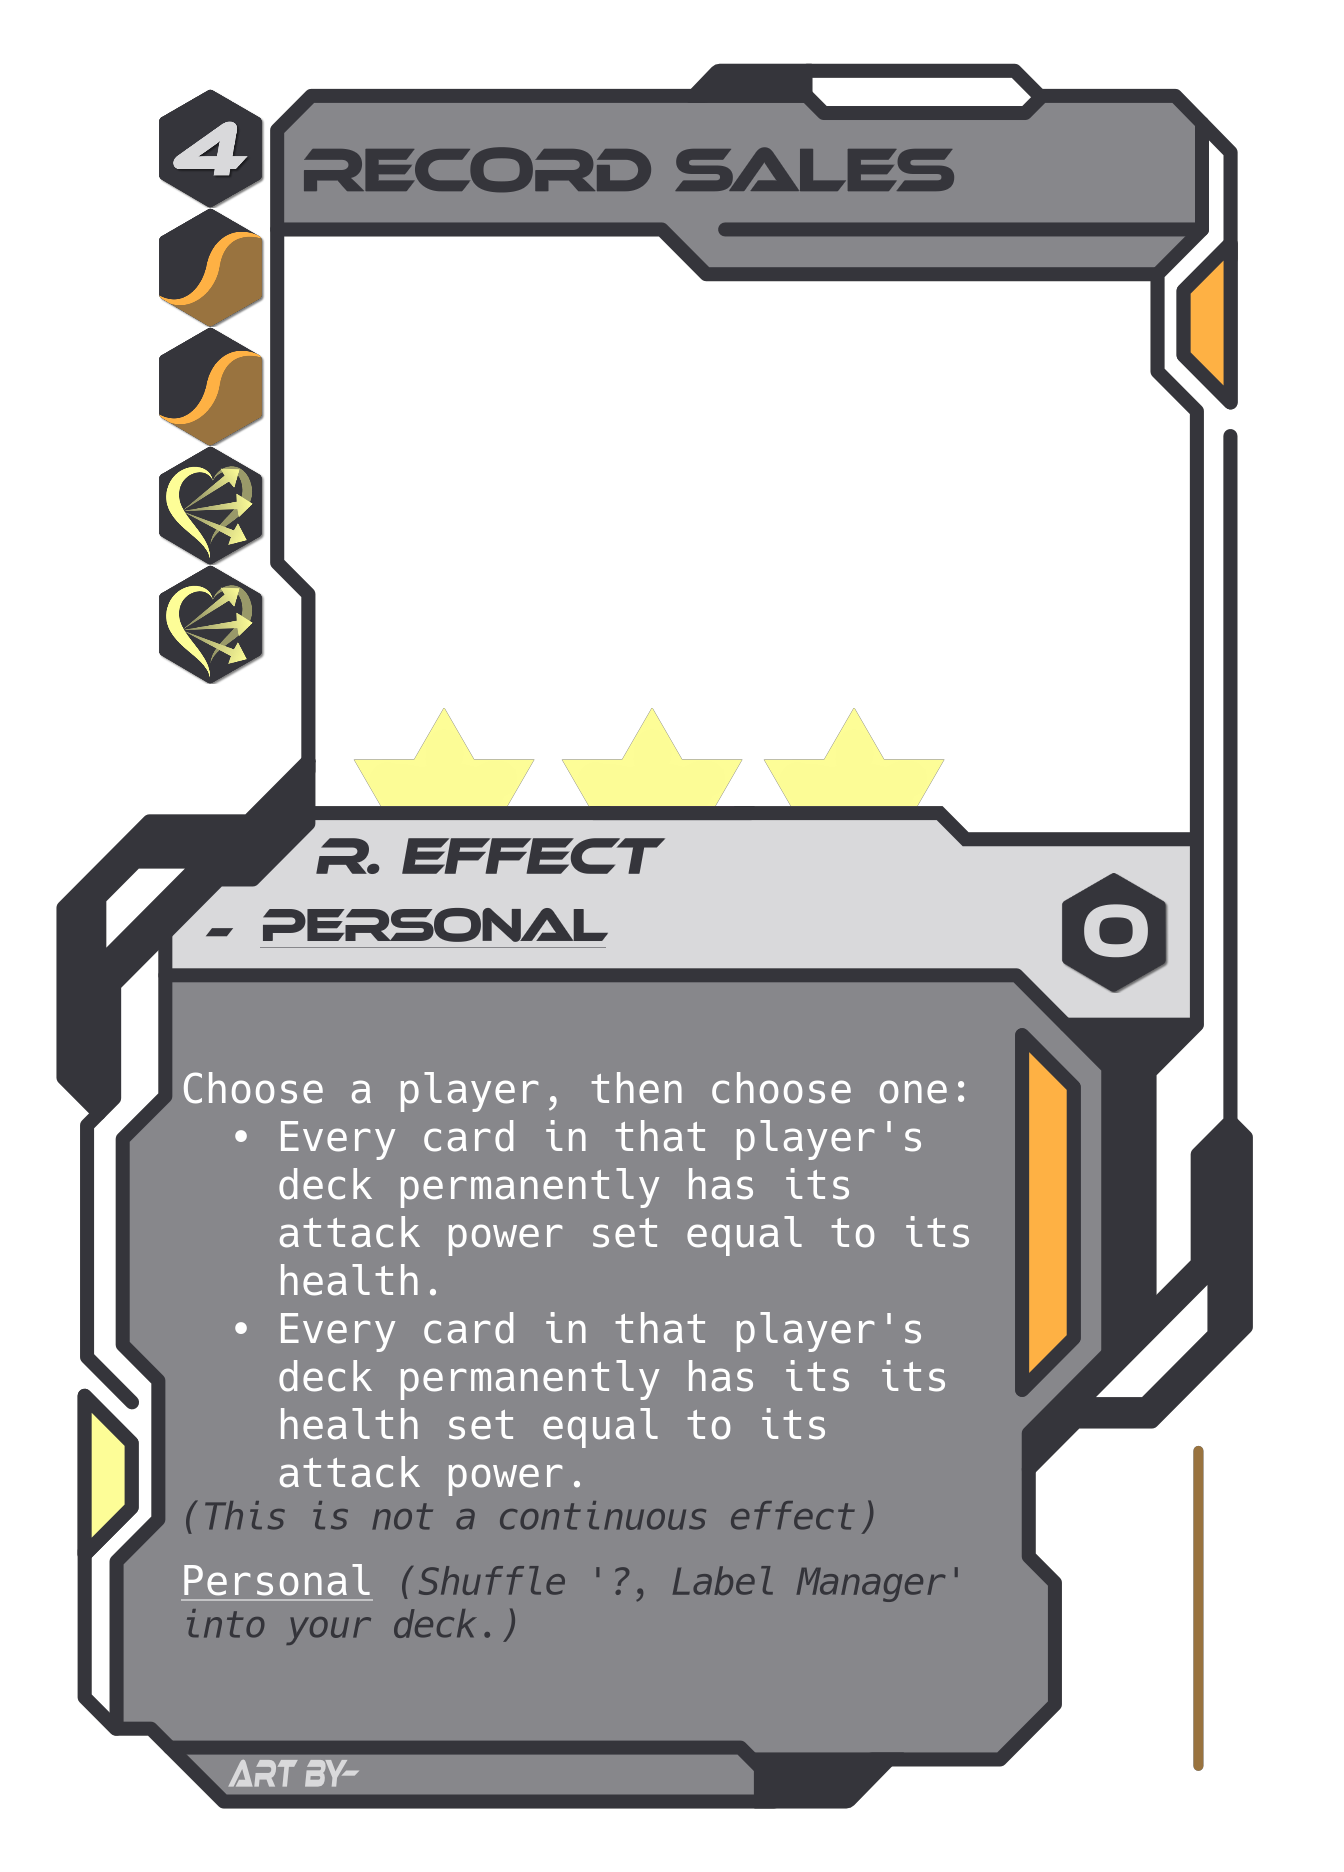 4
RECORD SALES
R. EFFECT
- PERSONAL
0
Choose a player, then choose one:
• Every card in that player's
deck permanently has its
attack power set equal to its
health.
• Every card in that player's
deck permanently has its its
health set equal to its
attack power.
(This is not a continuous effect)
Personal (Shuffle '?, Label Manager'
into your deck.)
ART BY-